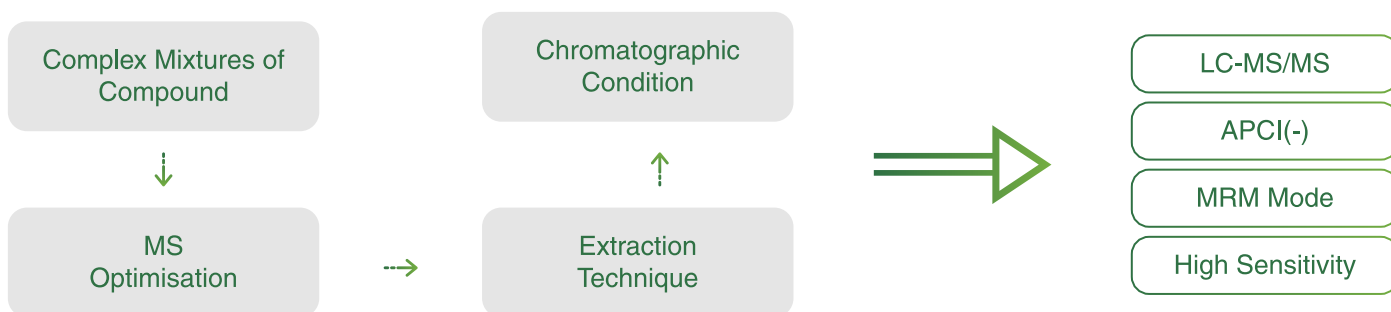 Complex Mixtures of
Compound
MS
Optimisation
Extraction
Technique
Chromatographic
Condition
LC-MS/MS
APCI(-)
MRM Mode
High Sensitivity